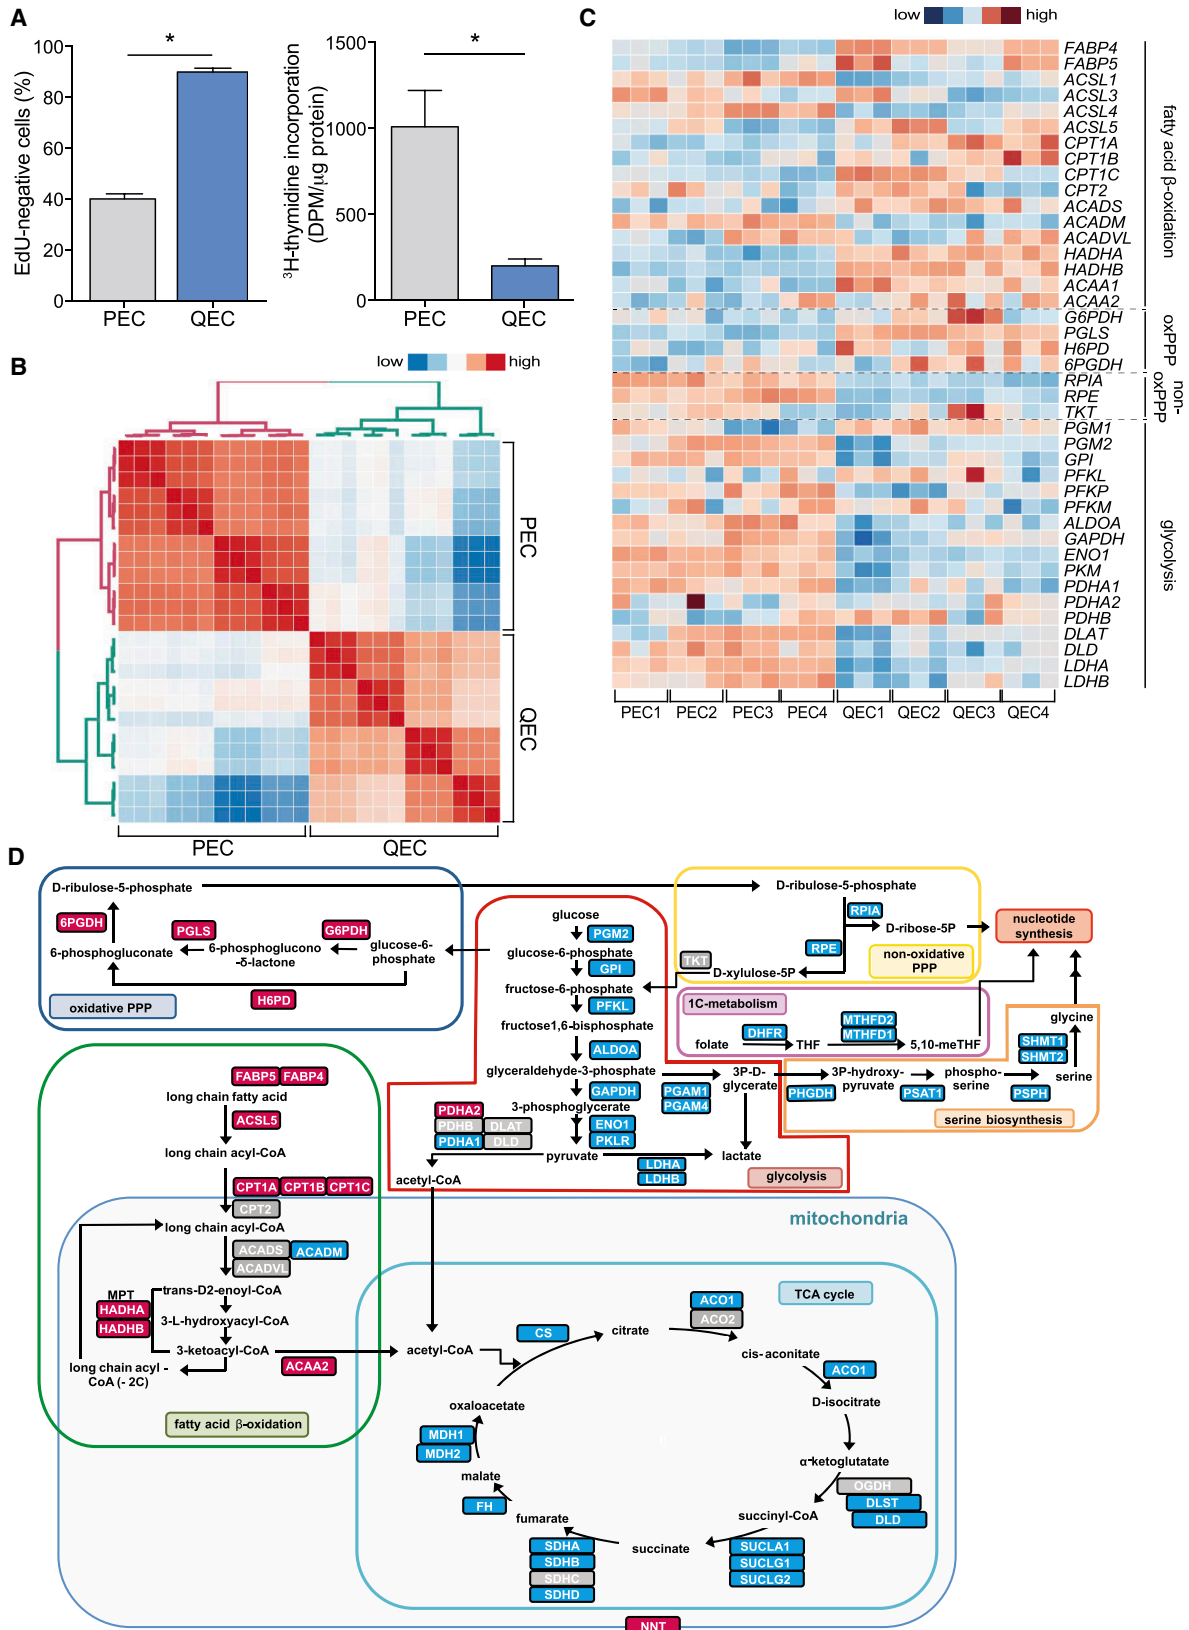 A
EdU-negative cells (%)
100
80
60
40
20
0
*
PEC
QEC
³H-thymidine incorporation
(DPM/µg protein)
1500
1000
500
0
*
PEC
QEC
B
low
high
PEC
QEC
PEC
QEC
C
low
high
FABP4
FABP5
ACSL1
ACSL3
ACSL4
ACSL5
CPT1A
CPT1B
CPT1C
CPT2
ACADS
ACADM
ACADVL
HADHA
HADHB
ACAA1
ACAA2
G6PDH
PGLS
H6PD
6PGDH
RPIA
RPE
TKT
PGM1
PGM2
GPI
PFKL
PFKP
PFKM
ALDOA
GAPDH
ENO1
PKM
PDHA1
PDHA2
PDHB
DLAT
DLD
LDHA
LDHB
fatty acid β-oxidation
oxPPP
non-
oxPPP
glycolysis
PEC1
PEC2
PEC3
PEC4
QEC1
QEC2
QEC3
QEC4
D
D-ribulose-5-phosphate
6PGDH
PGLS
G6PDH
6-phosphogluconate
6-phosphoglucono
-δ-lactone
glucose-6-
phosphate
H6PD
oxidative PPP
glucose
PGM2
glucose-6-phosphate
GPI
fructose-6-phosphate
PFKL
fructose1,6-bisphosphate
ALDOA
glyceraldehyde-3-phosphate
GAPDH
3-phosphoglycerate
ENO1
PKLR
pyruvate
PGAM1
PGAM4
3P-D-
glycerate
LDHA
LDHB
lactate
glycolysis
PDHA2
PDHB
DLAT
PDHA1
DLD
acetyl-CoA
D-ribulose-5-phosphate
RPIA
D-ribose-5P
RPE
TKT
D-xylulose-5P
non-oxidative
PPP
nucleotide
synthesis
1C-metabolism
folate
DHFR
THF
MTHFD2
MTHFD1
5,10-meTHF
glycine
SHMT1
SHMT2
3P-hydroxy-
pyruvate
phospho-
serine
serine
PHGDH
PSAT1
PSPH
serine biosynthesis
FABP5
FABP4
long chain fatty acid
ACSL5
long chain acyl-CoA
CPT1A
CPT1B
CPT1C
CPT2
long chain acyl-CoA
ACADS
ACADM
ACADVL
trans-D2-enoyl-CoA
MPT
HADHA
HADHB
3-L-hydroxyacyl-CoA
3-ketoacyl-CoA
long chain acyl -
CoA (- 2C)
ACAA2
fatty acid β-oxidation
mitochondria
TCA cycle
acetyl-CoA
CS
citrate
ACO1
ACO2
cis-aconitate
ACO1
D-isocitrate
α-ketoglutatate
OGDH
DLST
DLD
succinyl-CoA
SUCLA1
SUCLG1
SUCLG2
succinate
SDHA
SDHB
SDHC
SDHD
fumarate
FH
malate
MDH1
MDH2
oxaloacetate
NNT